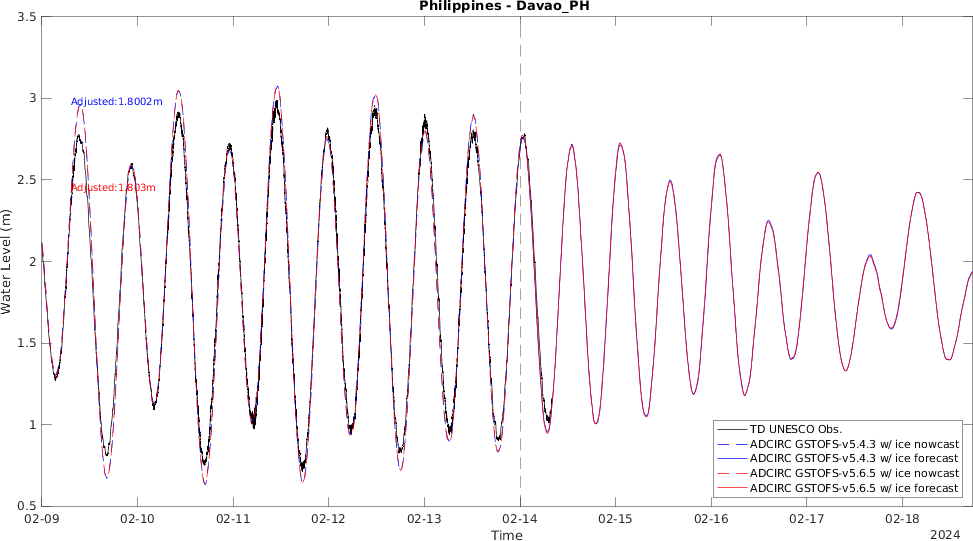 Philippines - Davao_PH
3.5
3
2.5
2
1.5
1
0.5
Water Level (m)
Adjusted:1.8002m
Adjusted:1.803m
TD UNESCO Obs.
ADCIRC GSTOFS-v5.4.3 w/ ice nowcast
ADCIRC GSTOFS-v5.4.3 w/ ice forecast
ADCIRC GSTOFS-v5.6.5 w/ ice nowcast
ADCIRC GSTOFS-v5.6.5 w/ ice forecast
02-09 02-10 02-11 02-12 02-13 02-14 02-15 02-16 02-17 02-18
Time
2024